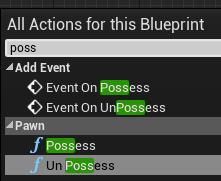 All Actions for this Blueprint
poss
Add Event
Event On Possess
Event On UnPossess
Pawn
f Possess
f Un Possess